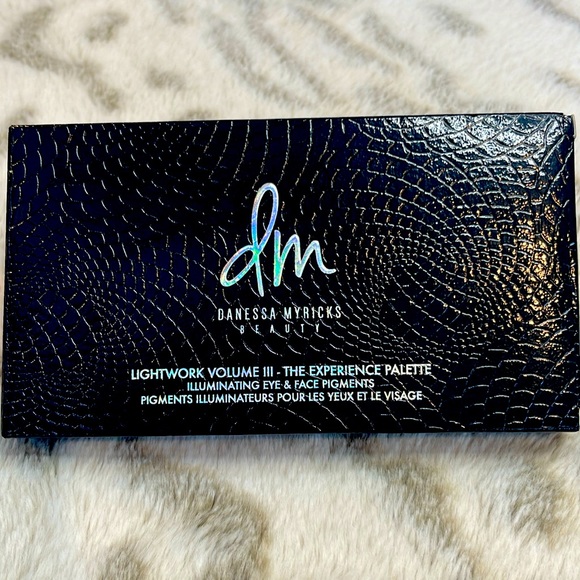 dm
DANESSA MYRICKS
BEAUTY
LIGHTWORK VOLUME III - THE EXPERIENCE PALETTE
ILLUMINATING EYE & FACE PIGMENTS
PIGMENTS ILLUMINATEURS POUR LES YEUX ET LE VISAGE